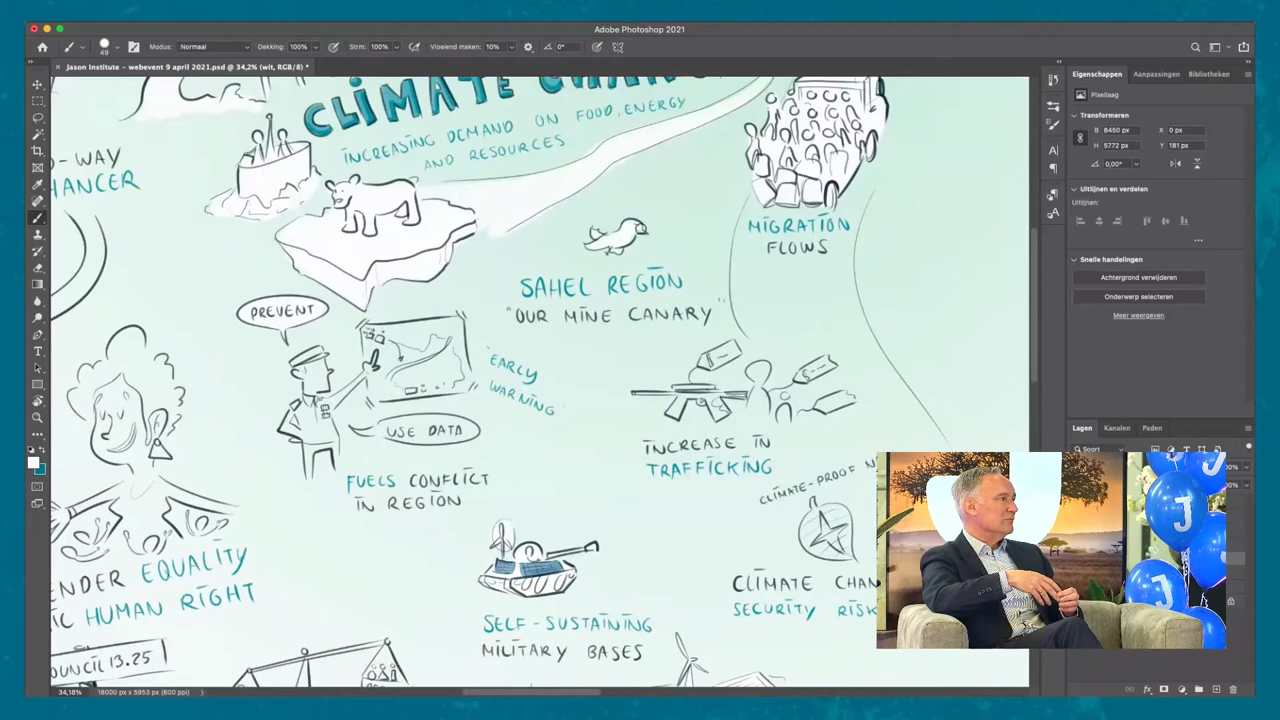 Adobe Photoshop 2021
49
Modus: Normaal
Dekking: 100%
Strm: 100%
Vloeiend maken: 10%
0°
Jason Institute – webevent 9 april 2021.psd @ 34,2% (wit, RGB/8) *
CLIMATE
INCREASING DEMAND ON FOOD, ENERGY
AND RESOURCES
-WAY
HANCER
MIGRATION
FLOWS
SAHEL REGION
"OUR MINE CANARY"
PREVENT
EARLY
WARNING
USE DATA
FUELS CONFLICT
IN REGION
INCREASE IN
TRAFFICKING
CLIMATE-PROOF
CLIMATE CHAN
SECURITY RISK
ENDER EQUALITY
IC HUMAN RIGHT
OUNCIL 13.25
SELF-SUSTAINING
MILITARY BASES
Eigenschappen
Aanpassingen
Bibliotheken
Pixellaag
Transformeren
B 8450 px
X 0 px
H 5772 px
Y 181 px
0,00°
Uitlijnen en verdelen
Uitlijnen:
Snelle handelingen
Achtergrond verwijderen
Onderwerp selecteren
Meer weergeven
Lagen
Kanalen
Paden
Soort
J
J
J
34,18%
18000 px x 5953 px (600 ppi)